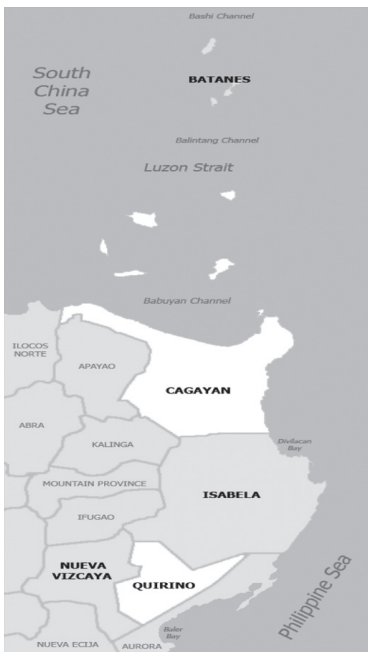 Bashi Channel
South
China
Sea
BATANES
Balintang Channel
Luzon Strait
Babuyan Channel
ILOCOS
NORTE
APAYAO
CAGAYAN
ABRA
KALINGA
Divilacan
Bay
MOUNTAIN PROVINCE
ISABELA
IFUGAO
NUEVA
VIZCAYA
QUIRINO
Philippine Sea
Baler
Bay
NUEVA ECIJA
AURORA